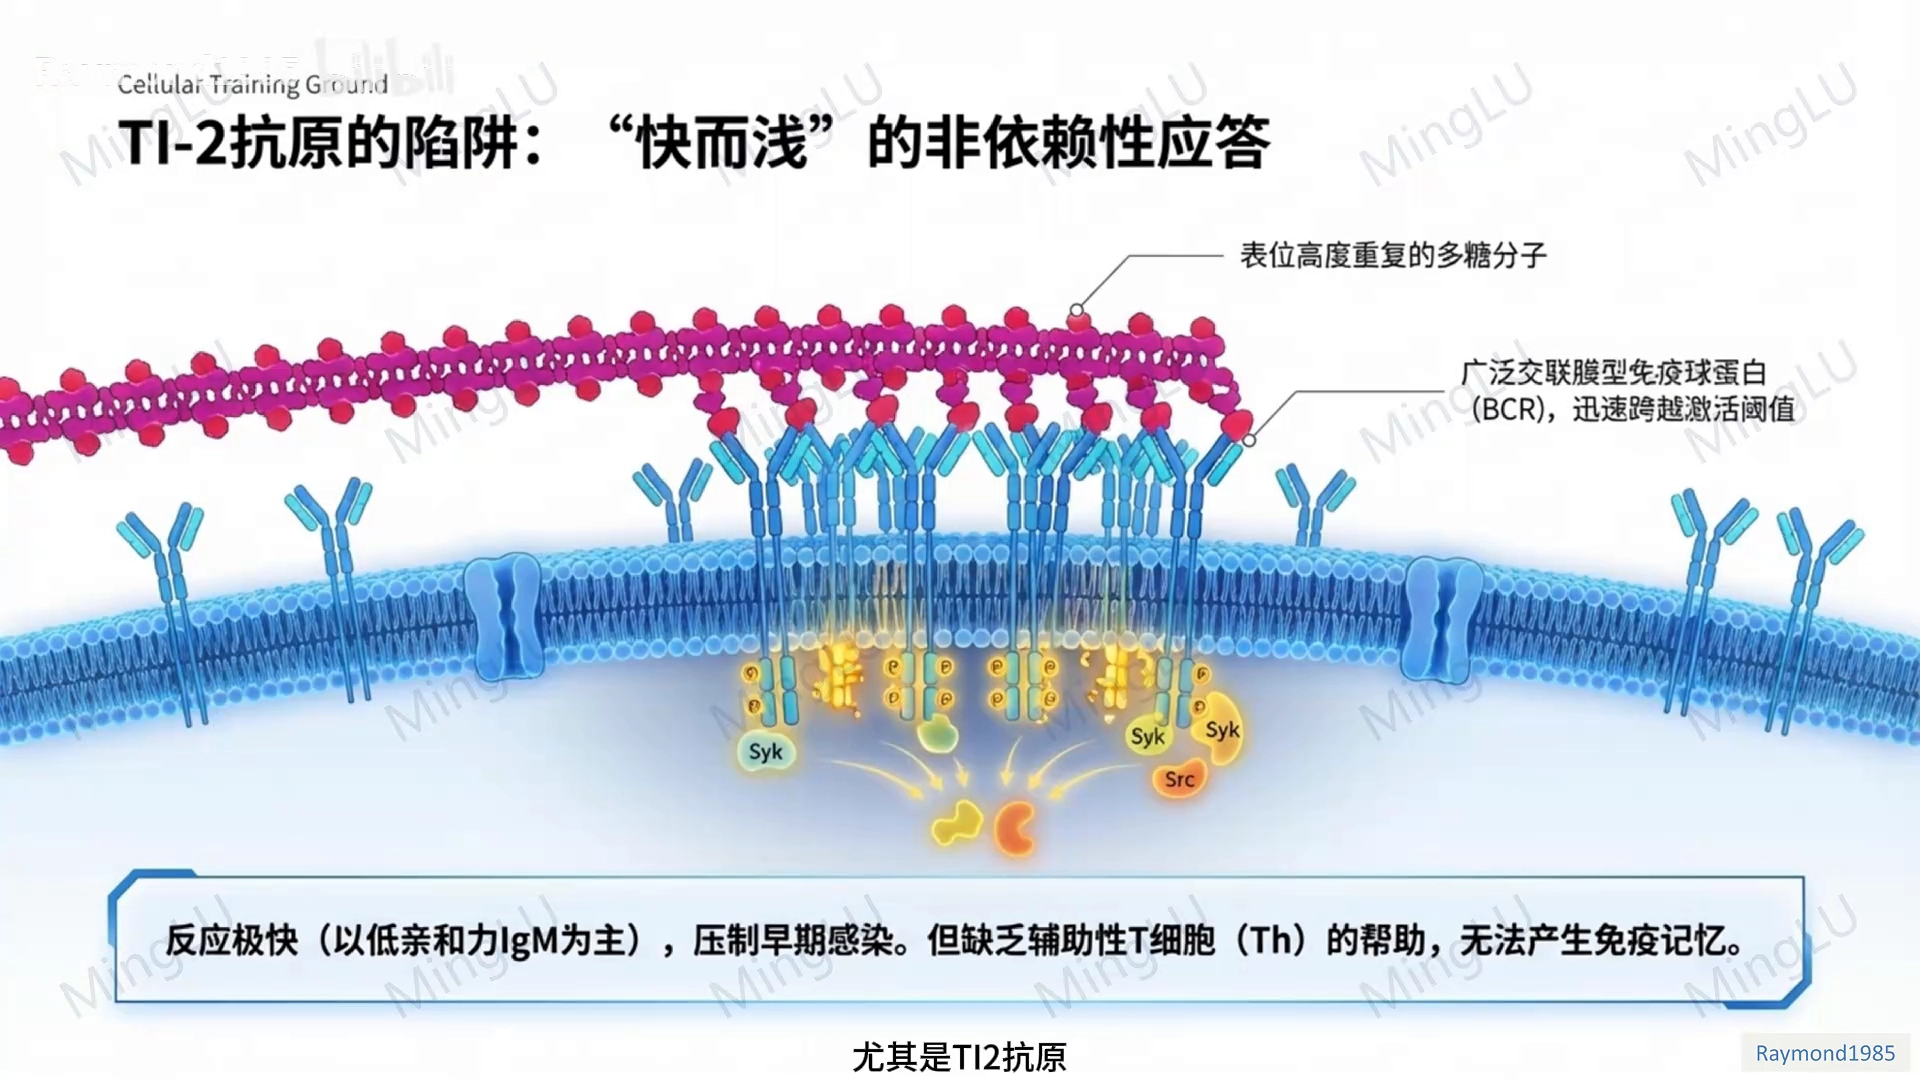 Cellular Training Ground
TI-2抗原的陷阱：“快而浅”的非依赖性应答
表位高度重复的多糖分子
广泛交联膜型免疫球蛋白
(BCR)，迅速跨越激活阈值
P P P P P P
P P P P P P
Syk
Syk
Syk
Src
反应极快（以低亲和力IgM为主），压制早期感染。但缺乏辅助性T细胞（Th）的帮助，无法产生免疫记忆。
尤其是TI2抗原
Raymond1985
MingLU